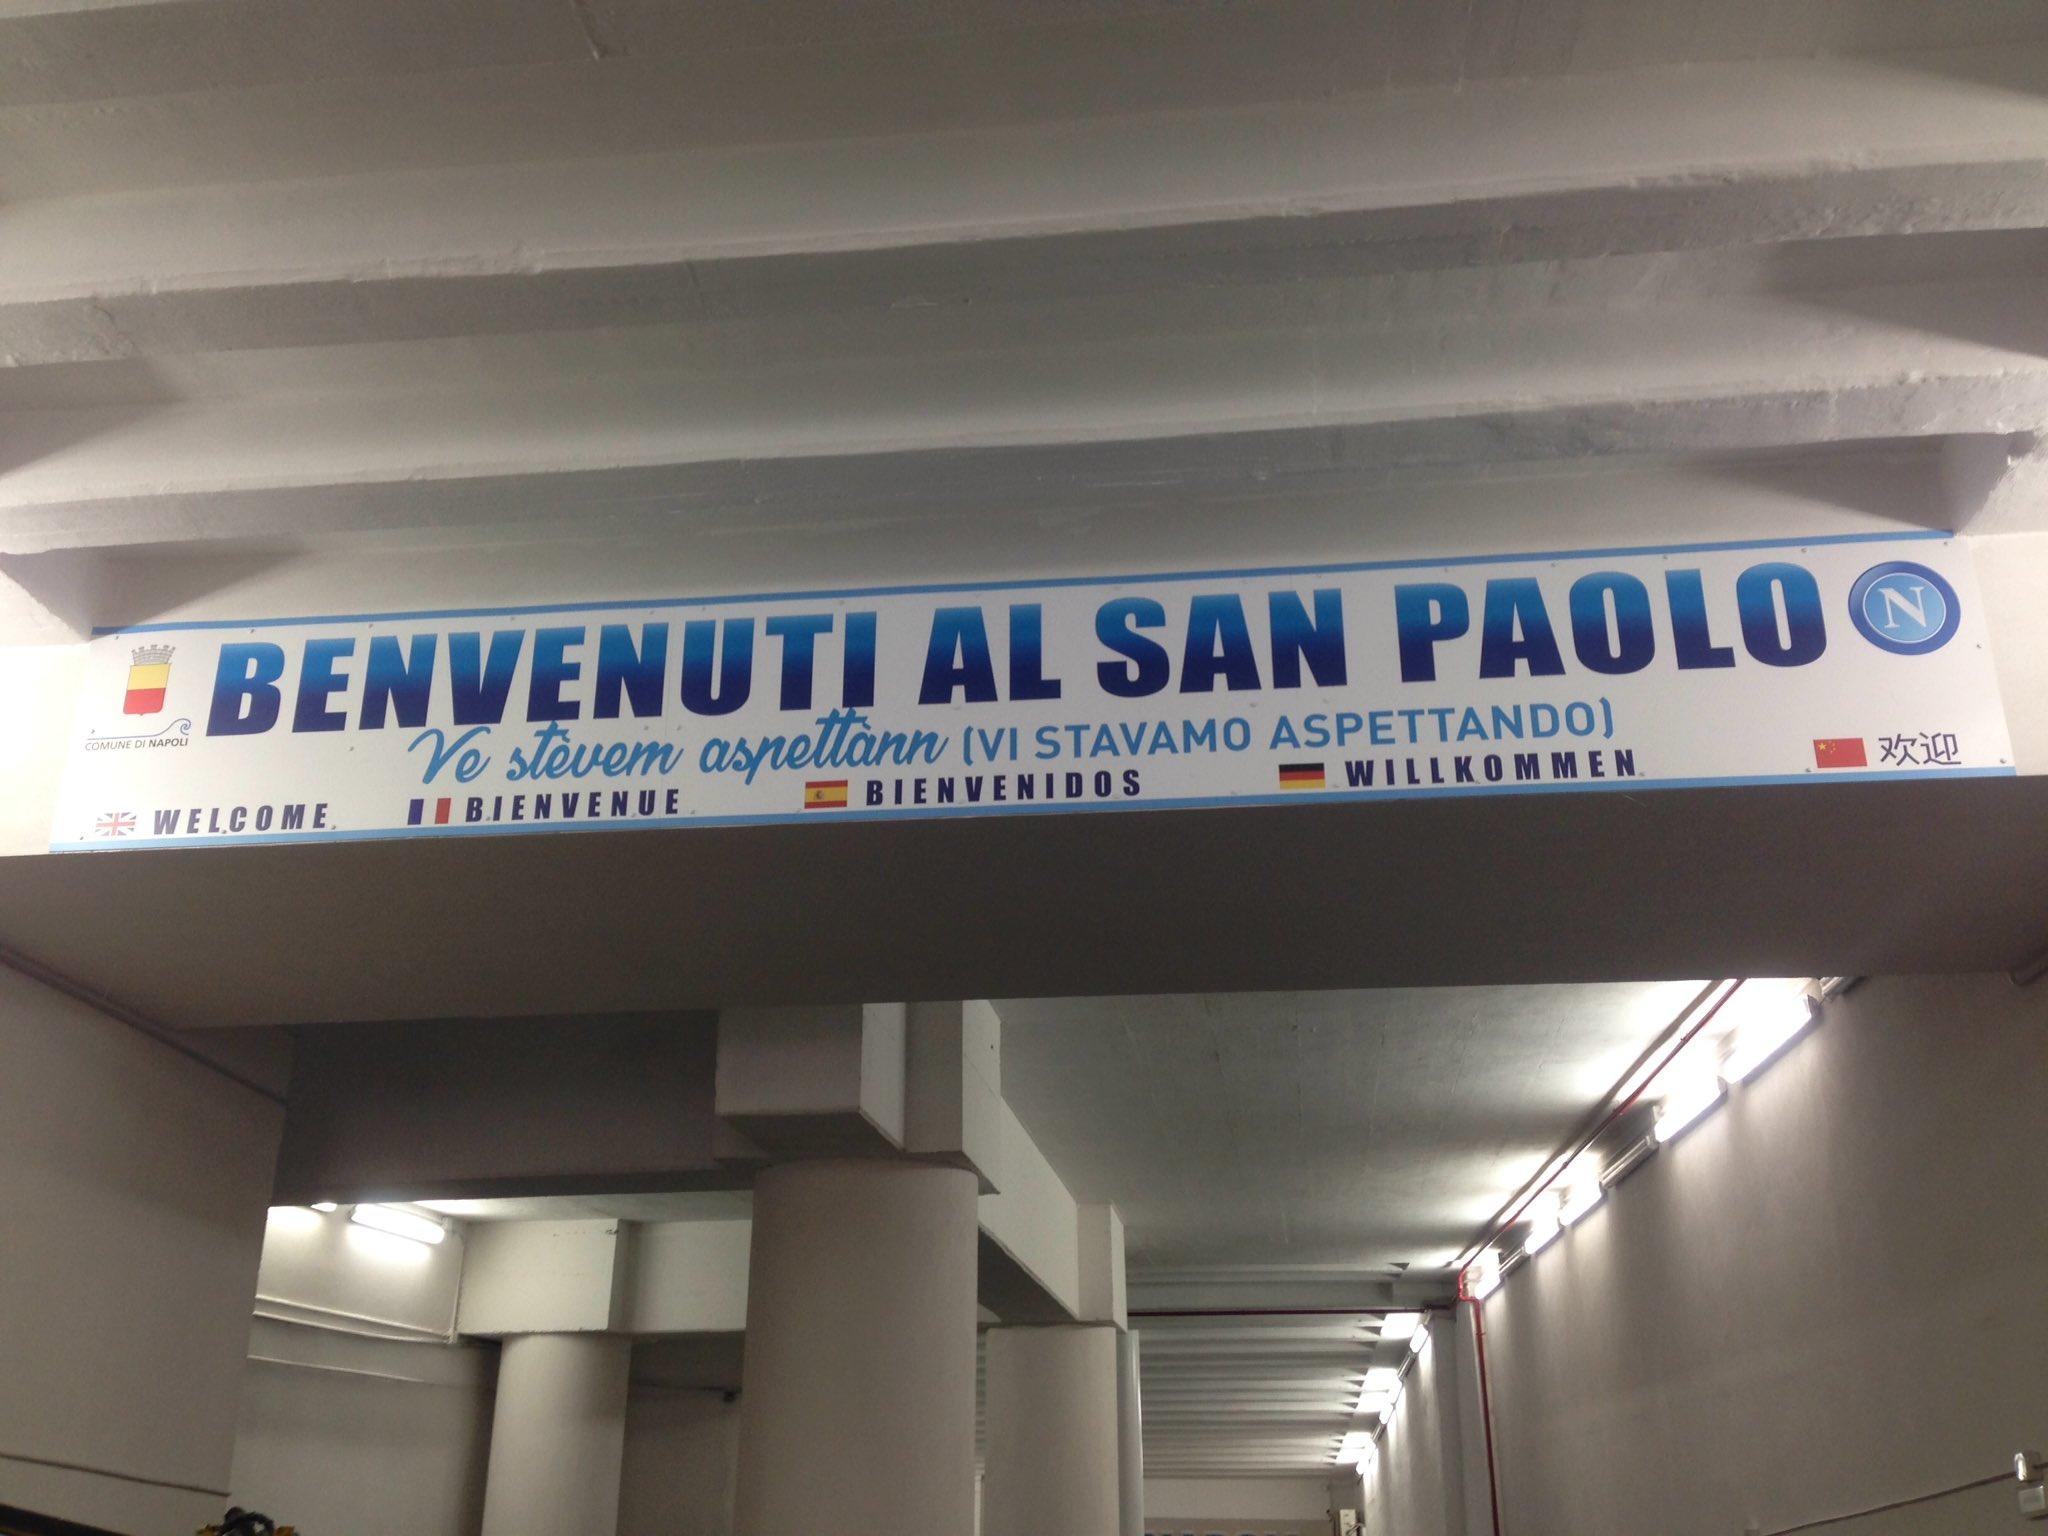 BENVENUTI AL SAN PAOLO
N
COMUNE DI NAPOLI
Ve stèvem aspettànn (VI STAVAMO ASPETTANDO)
WELCOME
BIENVENUE
BIENVENIDOS
WILLKOMMEN
欢迎